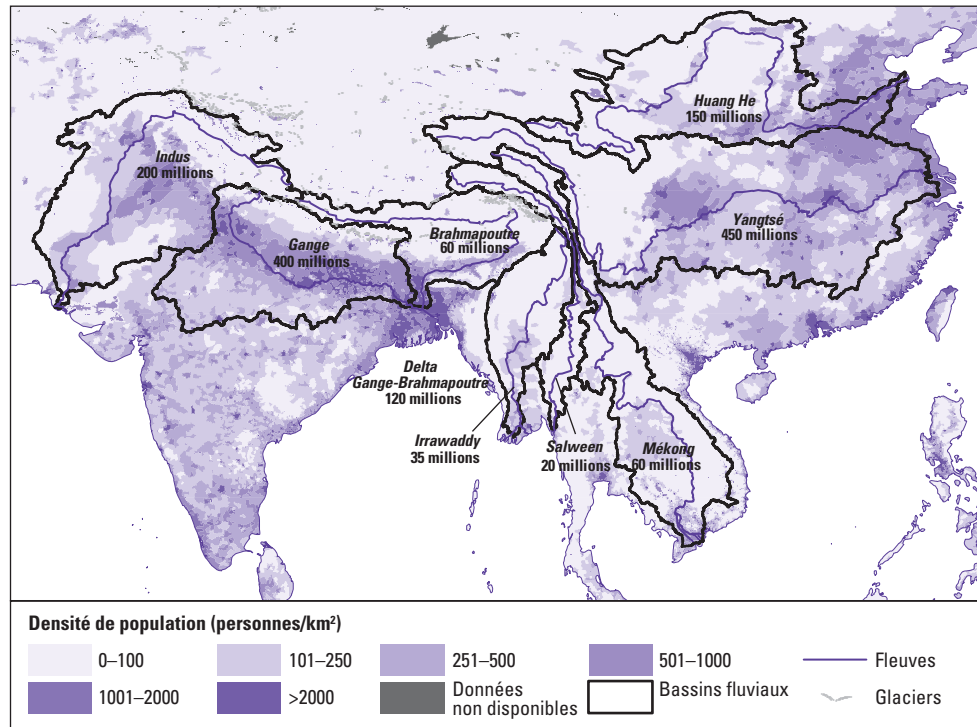 Huang He
150 millions
Indus
200 millions
Yangtsé
450 millions
Brahmapoutre
60 millions
Gange
400 millions
Delta
Gange-Brahmapoutre
120 millions
Irrawaddy
35 millions
Salween
20 millions
Mékong
60 millions
Densité de population (personnes/km²)
0–100
101–250
251–500
501–1000
Fleuves
1001–2000
>2000
Données
non disponibles
Bassins fluviaux
Glaciers